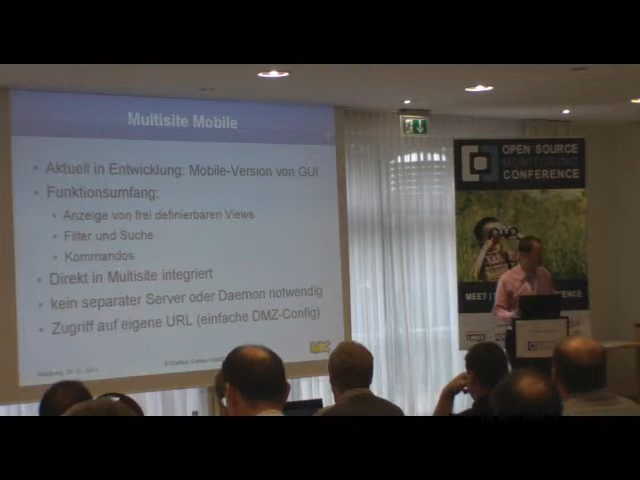 Multisite Mobile
• Aktuell in Entwicklung: Mobile-Version von GUI
• Funktionsumfang:
• Anzeige von frei definierbaren Views
• Filter und Suche
• Kommandos
• Direkt in Multisite integriert
• kein separater Server oder Daemon notwendig
• Zugriff auf eigene URL (einfache DMZ-Config)
OPEN SOURCE
MONITORING
CONFERENCE
MEET